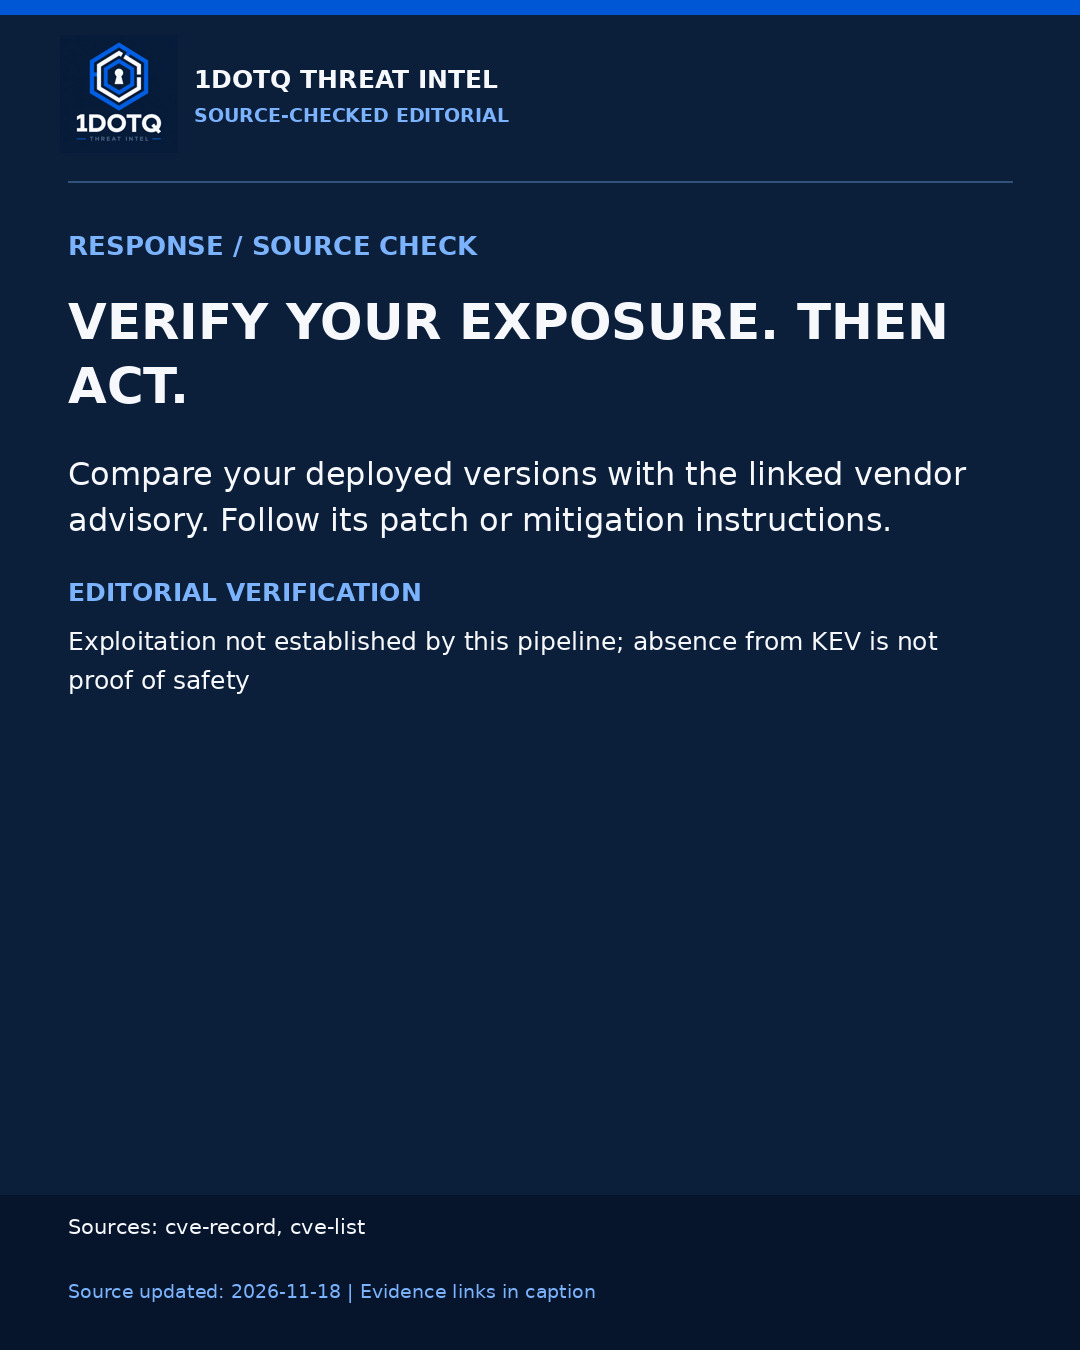 1DOTQ
THREAT INTEL
1DOTQ THREAT INTEL
SOURCE-CHECKED EDITORIAL
RESPONSE / SOURCE CHECK
VERIFY YOUR EXPOSURE. THEN
ACT.
Compare your deployed versions with the linked vendor
advisory. Follow its patch or mitigation instructions.
EDITORIAL VERIFICATION
Exploitation not established by this pipeline; absence from KEV is not
proof of safety
Sources: cve-record, cve-list
Source updated: 2026-11-18 | Evidence links in caption